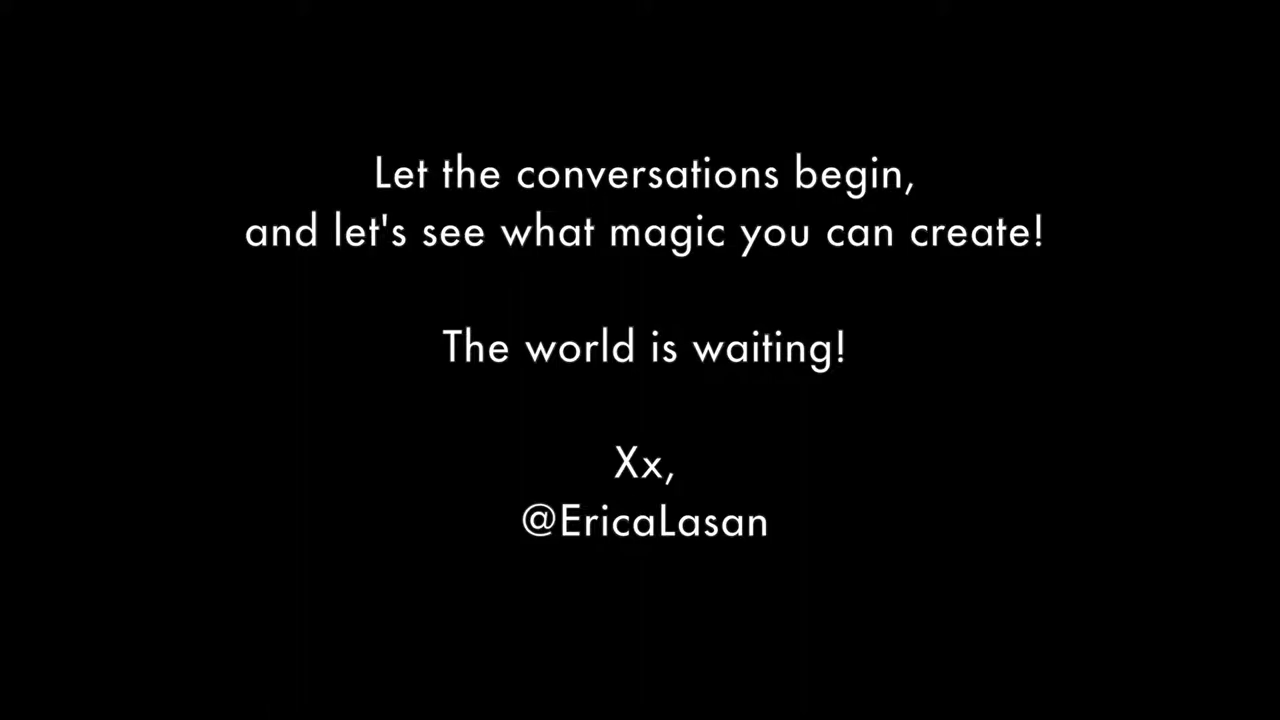 Let the conversations begin,
and let's see what magic you can create!
The world is waiting!
Xx,
@EricaLasan